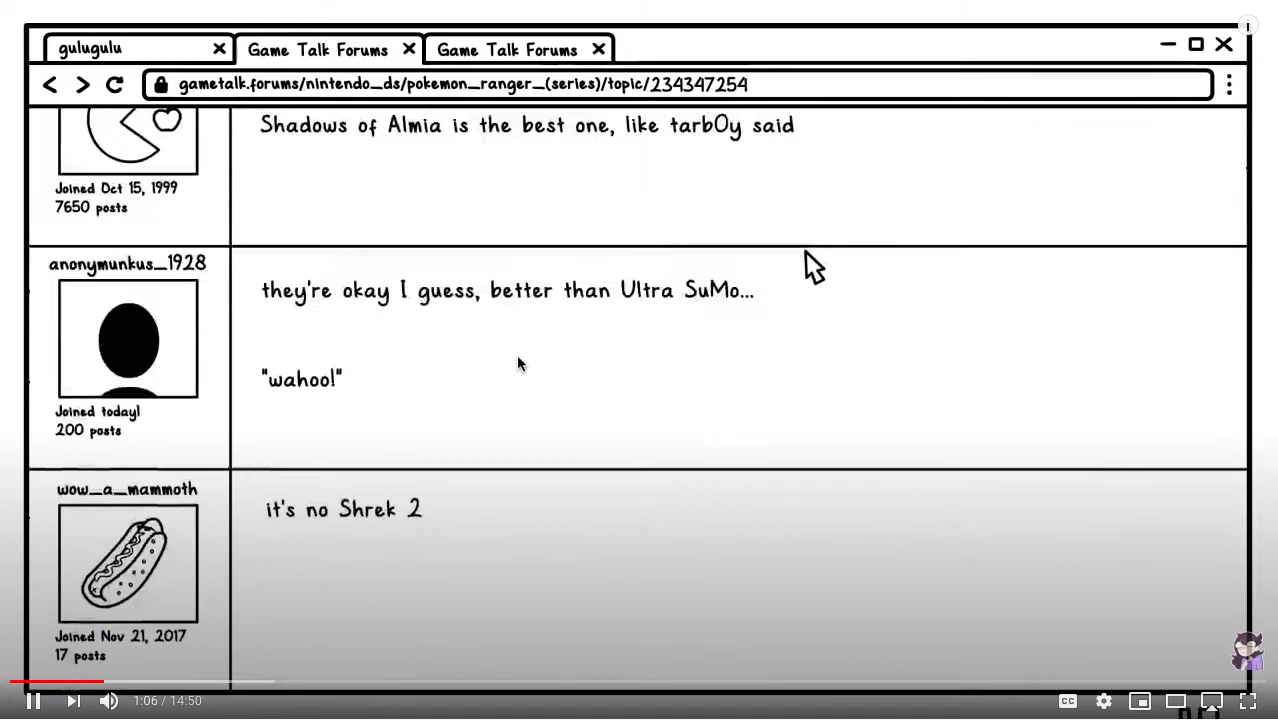 gulugulu
Game Talk Forums
Game Talk Forums
gametalk.forums/nintendo_ds/pokemon_ranger_(series)/topic/234347254
Shadows of Almia is the best one, like tarb0y said
Joined Oct 15, 1999
7650 posts
anonymunkus_1928
they're okay I guess, better than Ultra SuMo...
"wahoo!"
Joined today!
200 posts
wow_a_mammoth
it's no Shrek 2
Joined Nov 21, 2017
17 posts
1:06 / 14:50
CC